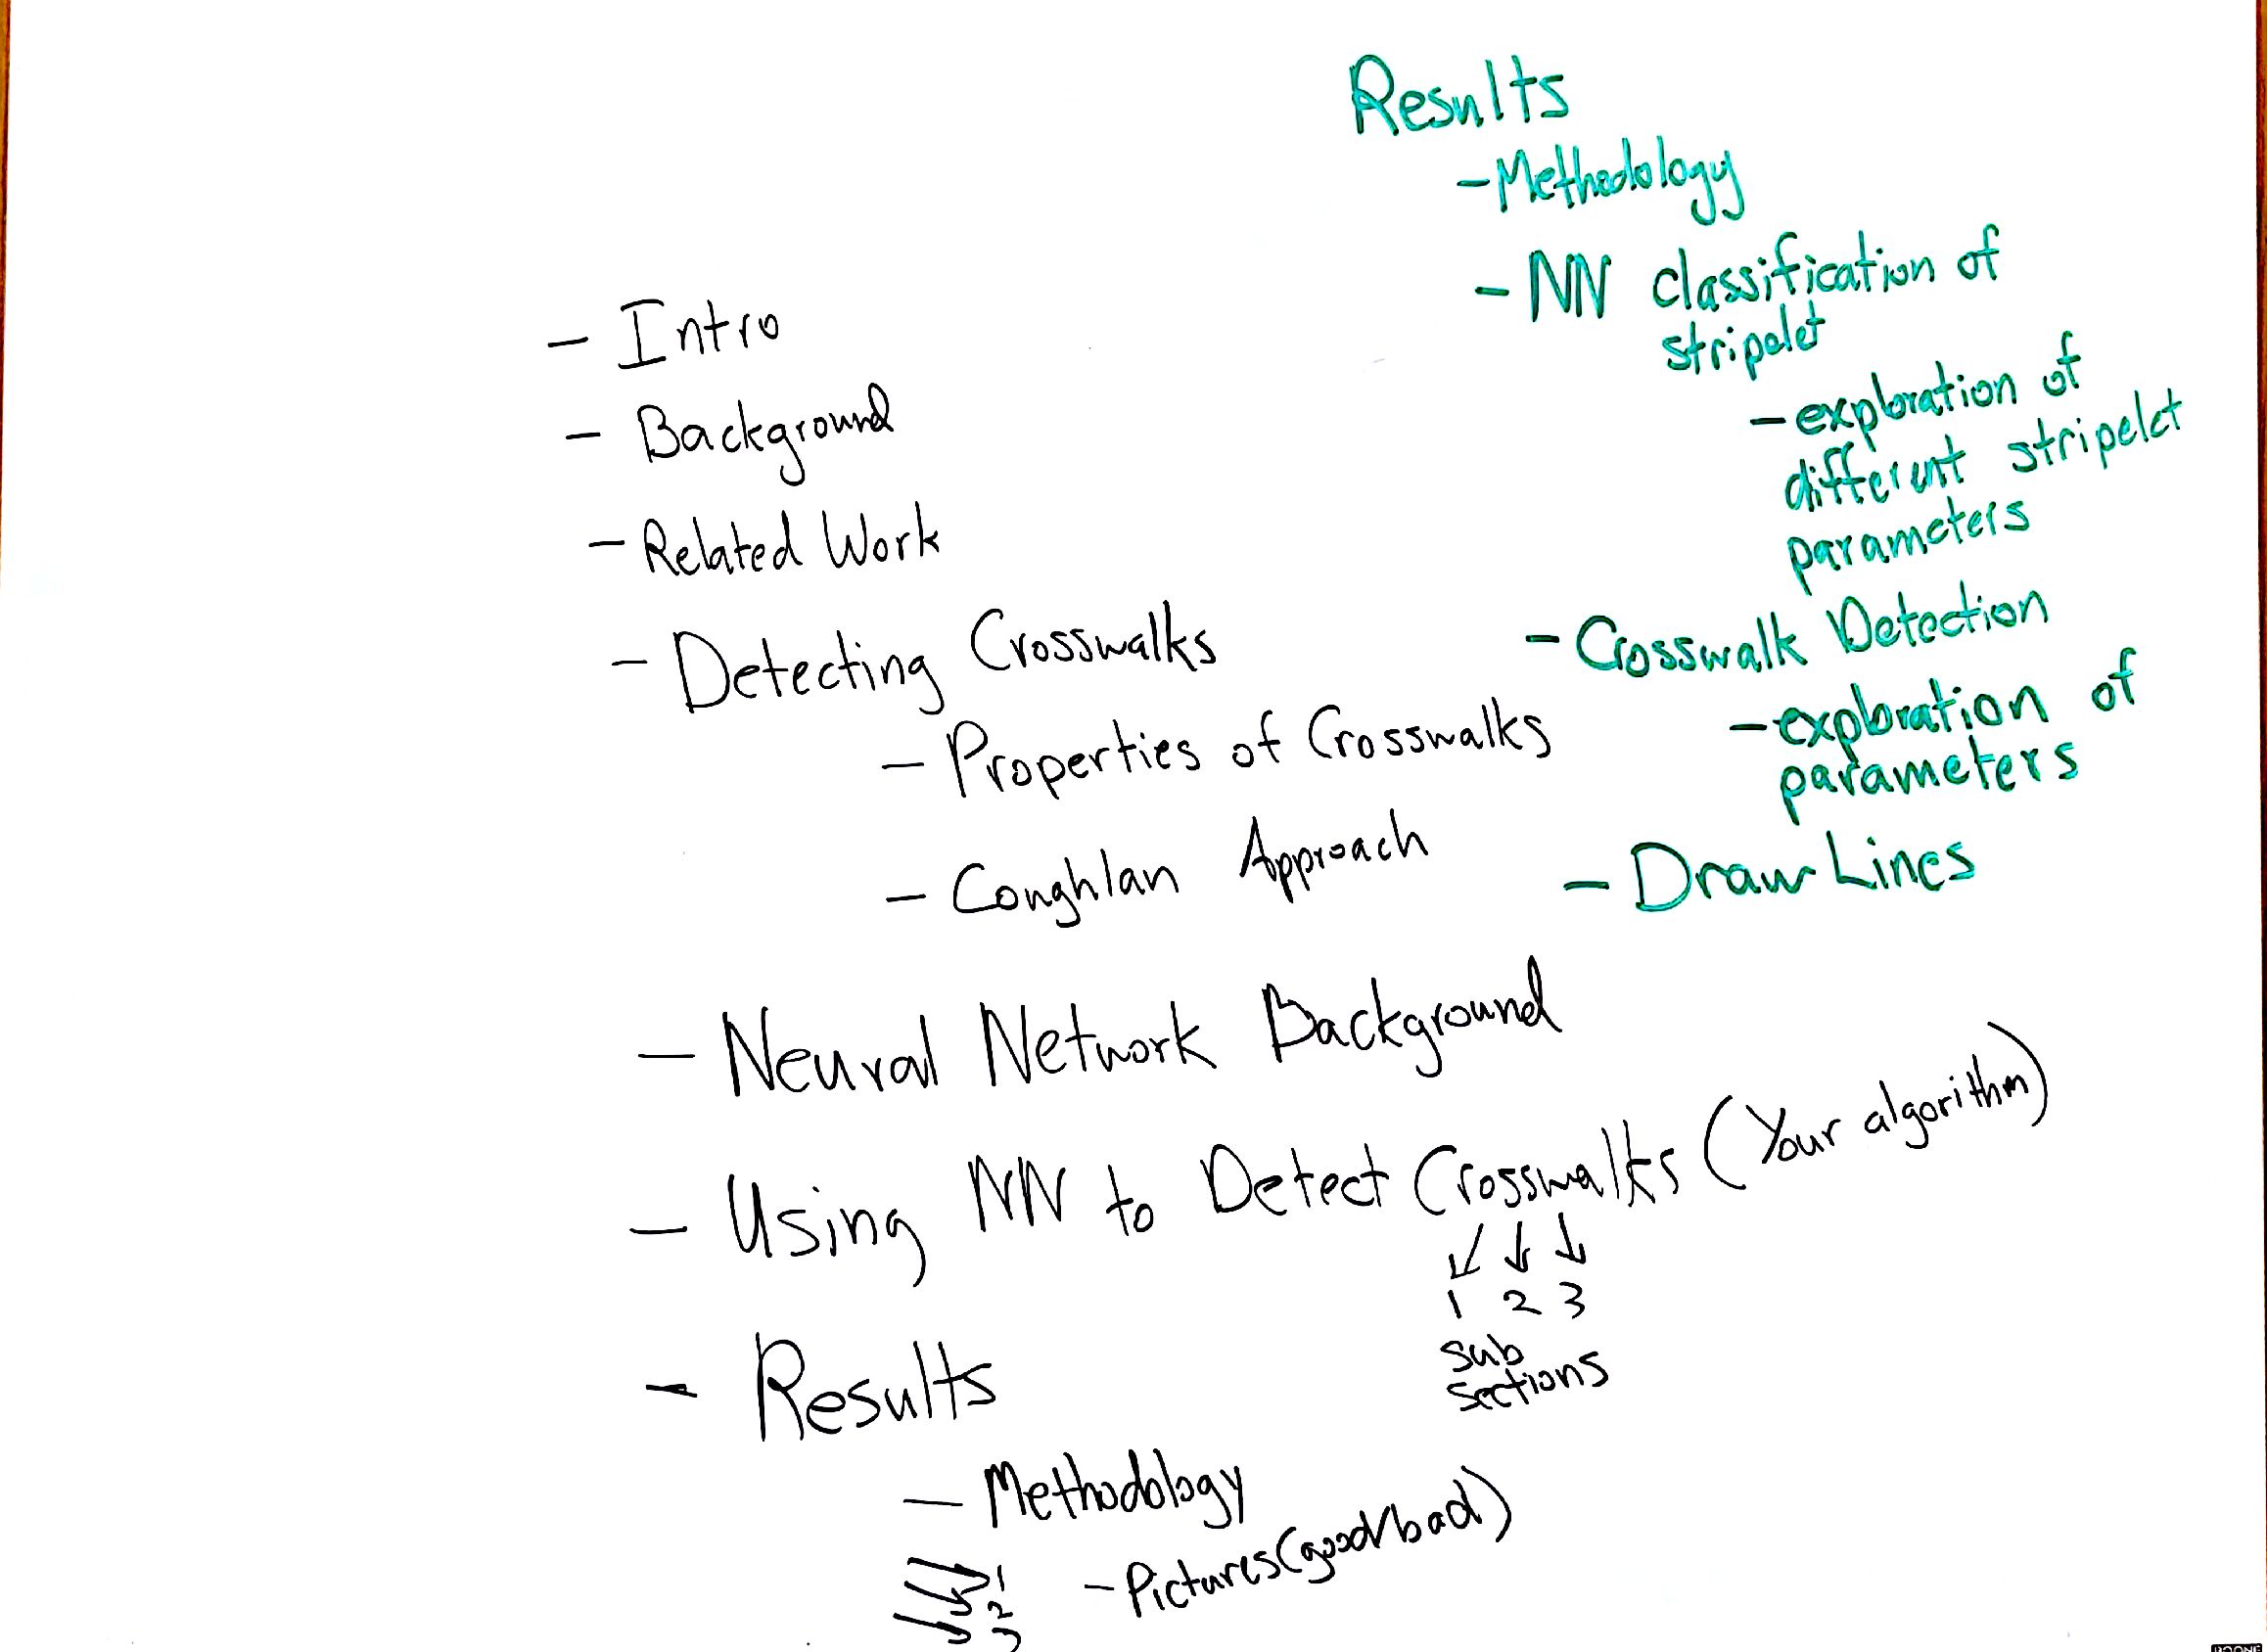 - Intro
- Background
- Related Work
- Detecting Crosswalks
- Properties of Crosswalks
- Coughlan Approach
- Neural Network Background
- Using NN to Detect Crosswalks (Your algorithm)
1 2 3
sub
sections
- Results
- Methodology
1
2
3
- Pictures (good/bad)
Results
- Methodology
- NN classification of
stripelet
- exploration of
different stripelet
parameters
- Crosswalk Detection
- exploration of
parameters
- Draw Lines